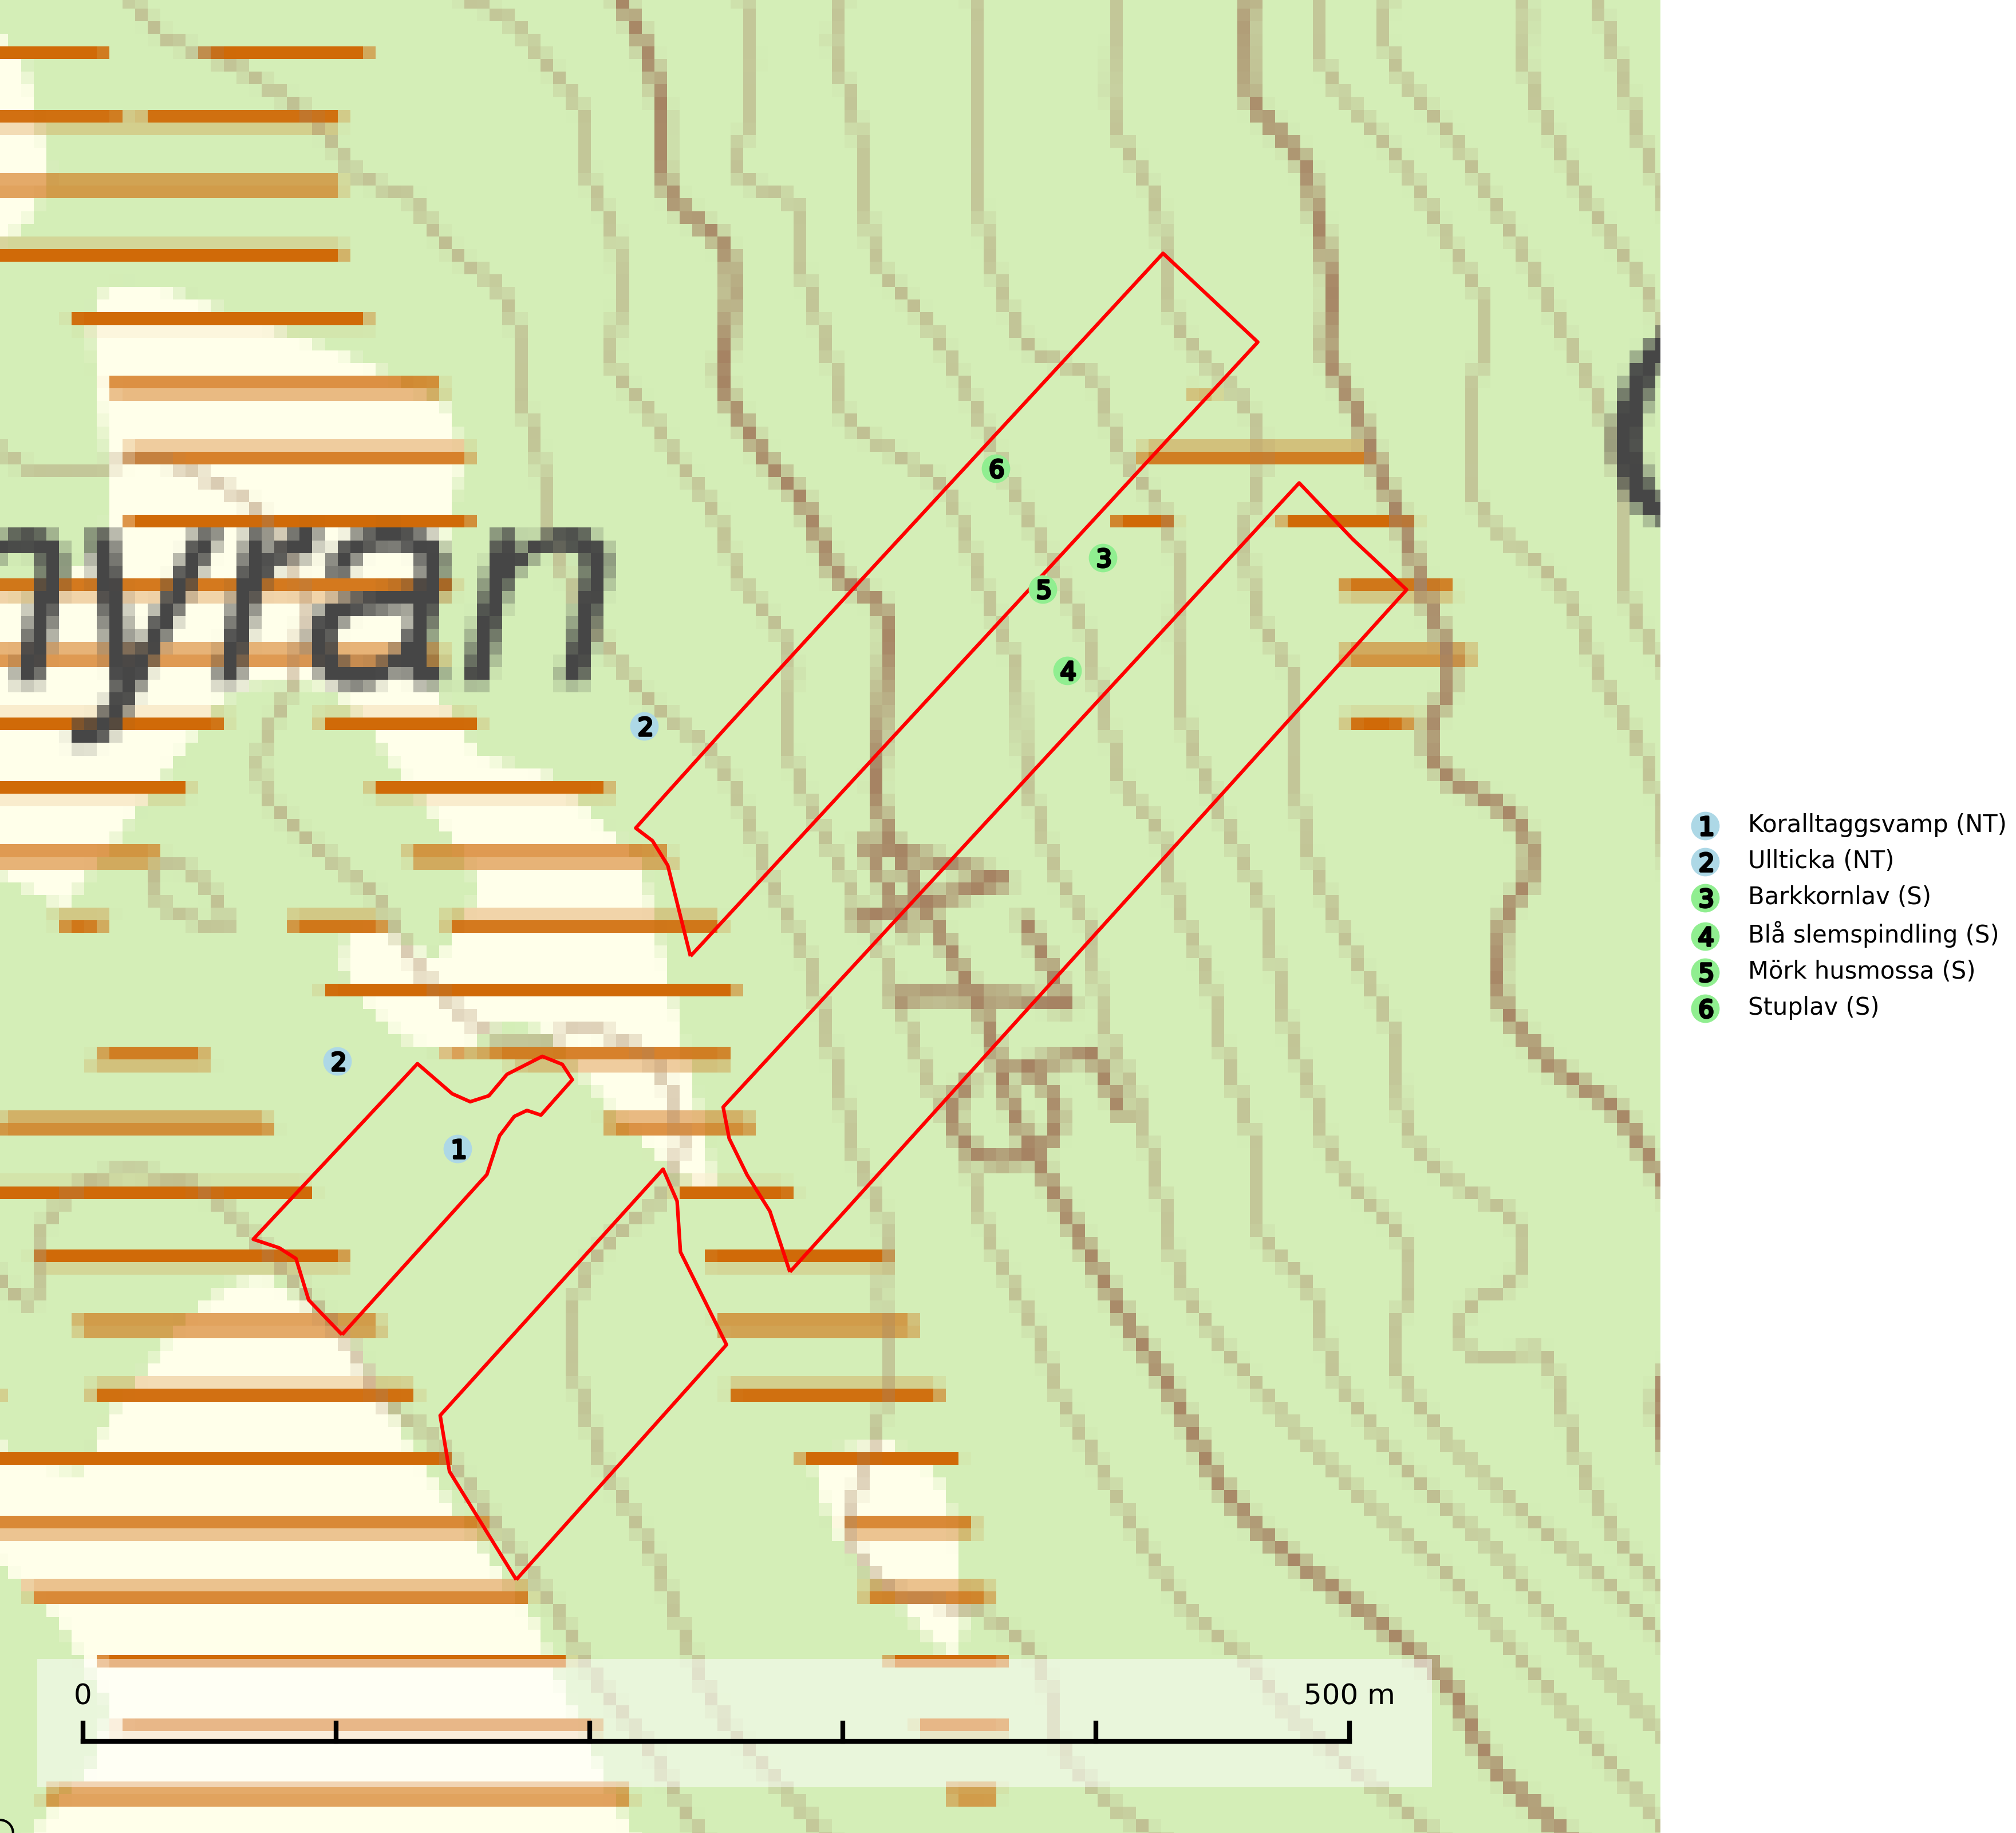 nyran
6
3
5
4
2
2
1
0 500 m
1 Koralltaggsvamp (NT)
2 Ullticka (NT)
3 Barkkornlav (S)
4 Blå slemspindling (S)
5 Mörk husmossa (S)
6 Stuplav (S)